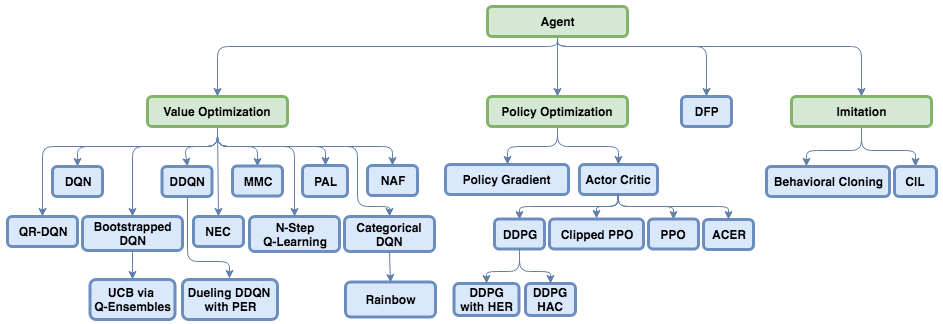 Agent
Value Optimization
Policy Optimization
DFP
Imitation
DQN
DDQN
MMC
PAL
NAF
Policy Gradient
Actor Critic
Behavioral Cloning
CIL
QR-DQN
Bootstrapped
DQN
NEC
N-Step
Q-Learning
Categorical
DQN
DDPG
Clipped PPO
PPO
ACER
UCB via
Q-Ensembles
Dueling DDQN
with PER
Rainbow
DDPG
with HER
DDPG
HAC